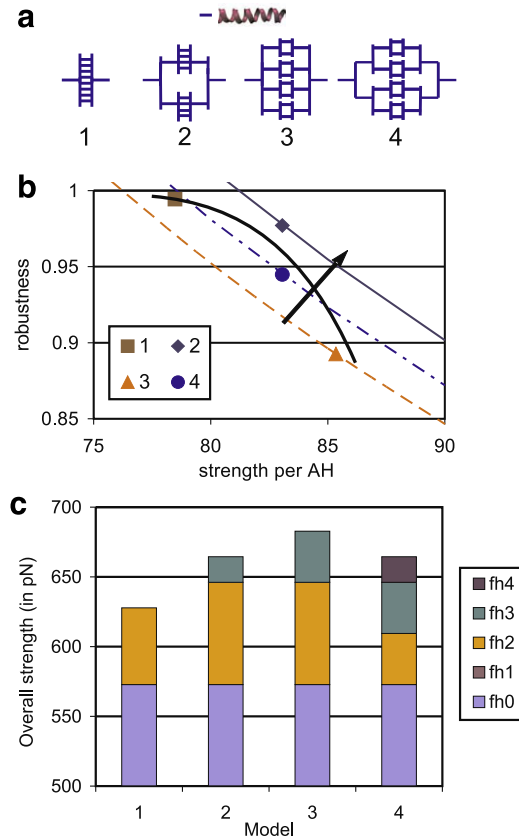 a
1 2 3 4
b
1
0.95
0.9
0.85
robustness
1 2
3 4
75 80 85 90
strength per AH
c
700
650
600
550
500
Overall strength (in pN)
fh4
fh3
fh2
fh1
fh0
1 2 3 4
Model